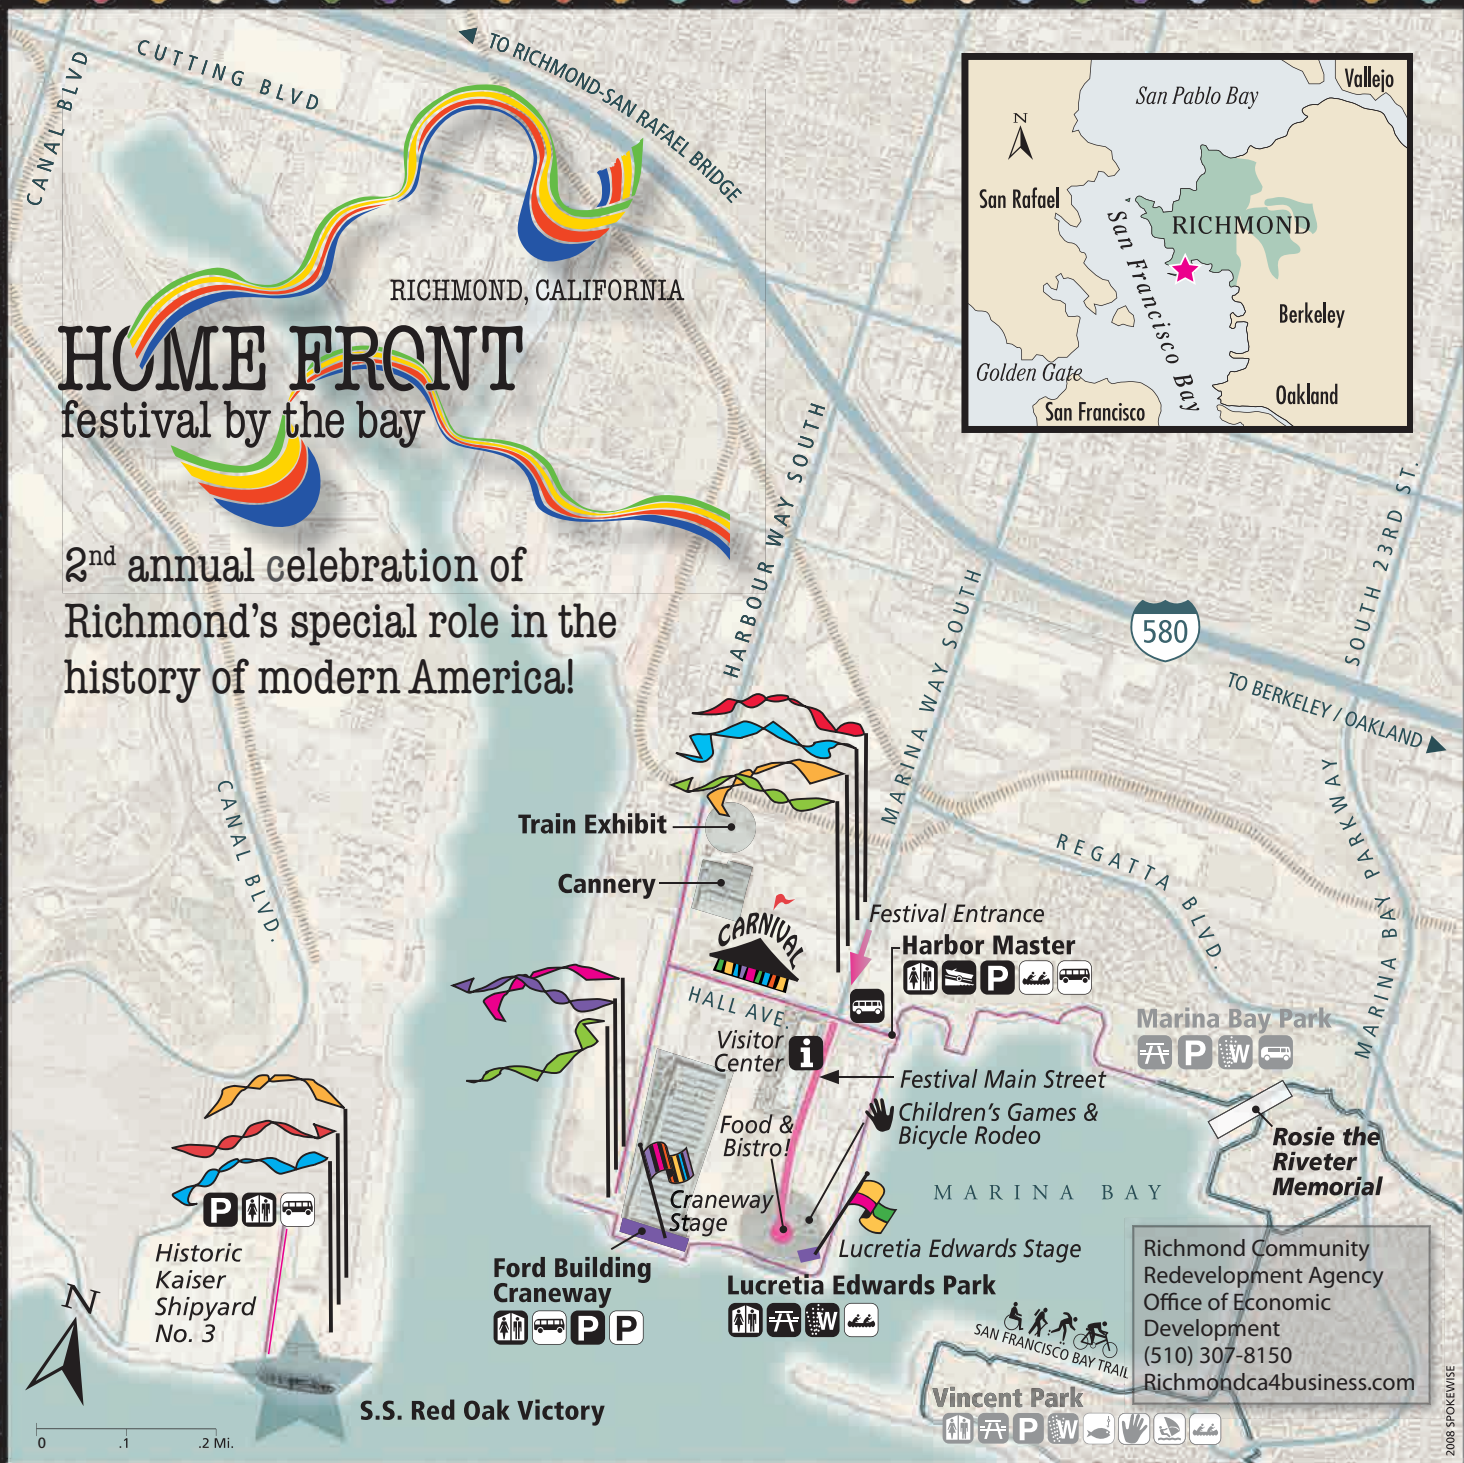 CUTTING BLVD
CANAL BLVD
TO RICHMOND-SAN RAFAEL BRIDGE
San Pablo Bay
Vallejo
N
San Rafael
RICHMOND
San Francisco Bay
Berkeley
Golden Gate
Oakland
San Francisco
RICHMOND, CALIFORNIA
HOME FRONT
festival by the bay
2nd annual celebration of
Richmond's special role in the
history of modern America!
HARBOUR WAY SOUTH
MARINA WAY SOUTH
SOUTH 23RD ST.
580
TO BERKELEY / OAKLAND
MARINA BAY PARKWAY
REGATTA BLVD.
CANAL BLVD.
Train Exhibit
Cannery
CARNIVAL
Festival Entrance
Harbor Master
P
HALL AVE.
Visitor
Center
i
Marina Bay Park
P W
Festival Main Street
Children's Games &
Bicycle Rodeo
Food &
Bistro!
Rosie the
Riveter
Memorial
MARINA BAY
Craneway
Stage
P
Historic
Kaiser
Shipyard
No. 3
Lucretia Edwards Stage
Ford Building
Craneway
P P
Lucretia Edwards Park
W
Richmond Community
Redevelopment Agency
Office of Economic
Development
(510) 307-8150
Richmondca4business.com
SAN FRANCISCO BAY TRAIL
Vincent Park
P W
N
S.S. Red Oak Victory
0 .1 .2 Mi.
2008 SPOKEWISE